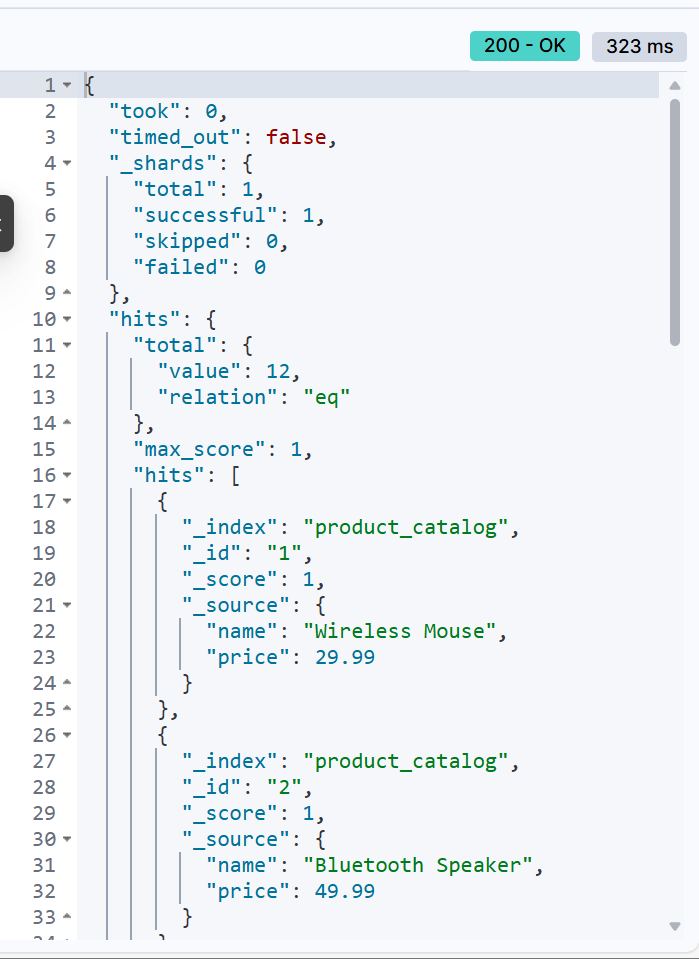 200 - OK 323 ms
1 {
2 "took": 0,
3 "timed_out": false,
4 "_shards": {
5 "total": 1,
6 "successful": 1,
7 "skipped": 0,
8 "failed": 0
9 },
10 "hits": {
11 "total": {
12 "value": 12,
13 "relation": "eq"
14 },
15 "max_score": 1,
16 "hits": [
17 {
18 "_index": "product_catalog",
19 "_id": "1",
20 "_score": 1,
21 "_source": {
22 "name": "Wireless Mouse",
23 "price": 29.99
24 }
25 },
26 {
27 "_index": "product_catalog",
28 "_id": "2",
29 "_score": 1,
30 "_source": {
31 "name": "Bluetooth Speaker",
32 "price": 49.99
33 }